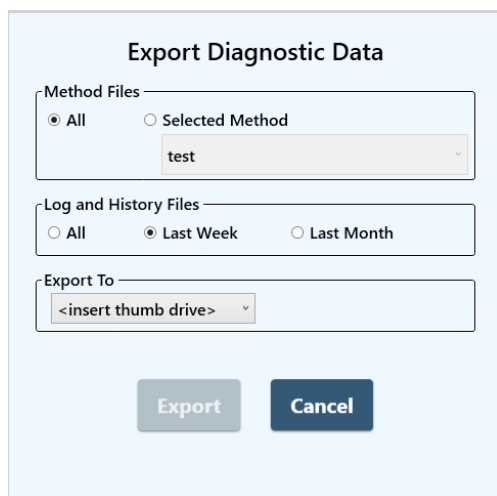 Export Diagnostic Data
Method Files
All
Selected Method
test
Log and History Files
All
Last Week
Last Month
Export To
<insert thumb drive>
Export
Cancel